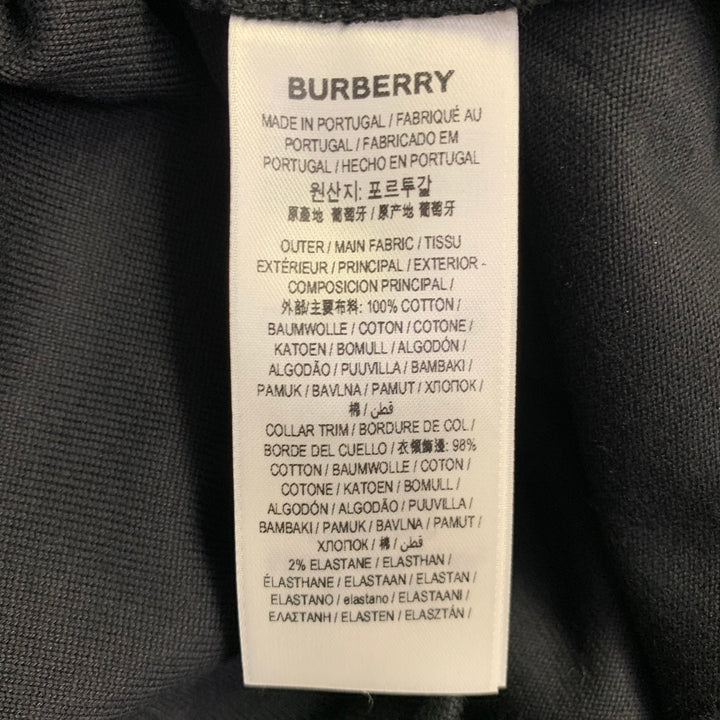 BURBERRY
MADE IN PORTUGAL / FABRIQUÉ AU
PORTUGAL / FABRICADO EM
PORTUGAL / HECHO EN PORTUGAL
원산지: 포르투갈
原產地 葡萄牙 / 原产地 葡萄牙
OUTER / MAIN FABRIC / TISSU
EXTÉRIEUR / PRINCIPAL / EXTERIOR -
COMPOSICION PRINCIPAL /
外部/主要布料: 100% COTTON /
BAUMWOLLE / COTON / COTONE /
KATOEN / BOMULL / ALGODÓN /
ALGODÃO / PUUVILLA / BAMBAKI /
PAMUK / BAVLNA / PAMUT / ХЛОПОК /
棉 / قطن /
COLLAR TRIM / BORDURE DE COL /
BORDE DEL CUELLO / 衣領飾邊: 98%
COTTON / BAUMWOLLE / COTON /
COTONE / KATOEN / BOMULL /
ALGODÓN / ALGODÃO / PUUVILLA /
BAMBAKI / PAMUK / BAVLNA / PAMUT /
ХЛОПОК / 棉 / قطن /
2% ELASTANE / ELASTHAN /
ÉLASTHANE / ELASTAAN / ELASTAN /
ELASTANO / elastano / ELASTAANI /
ΕΛΑΣΤΑΝΗ / ELASTEN / ELASZTÁN /